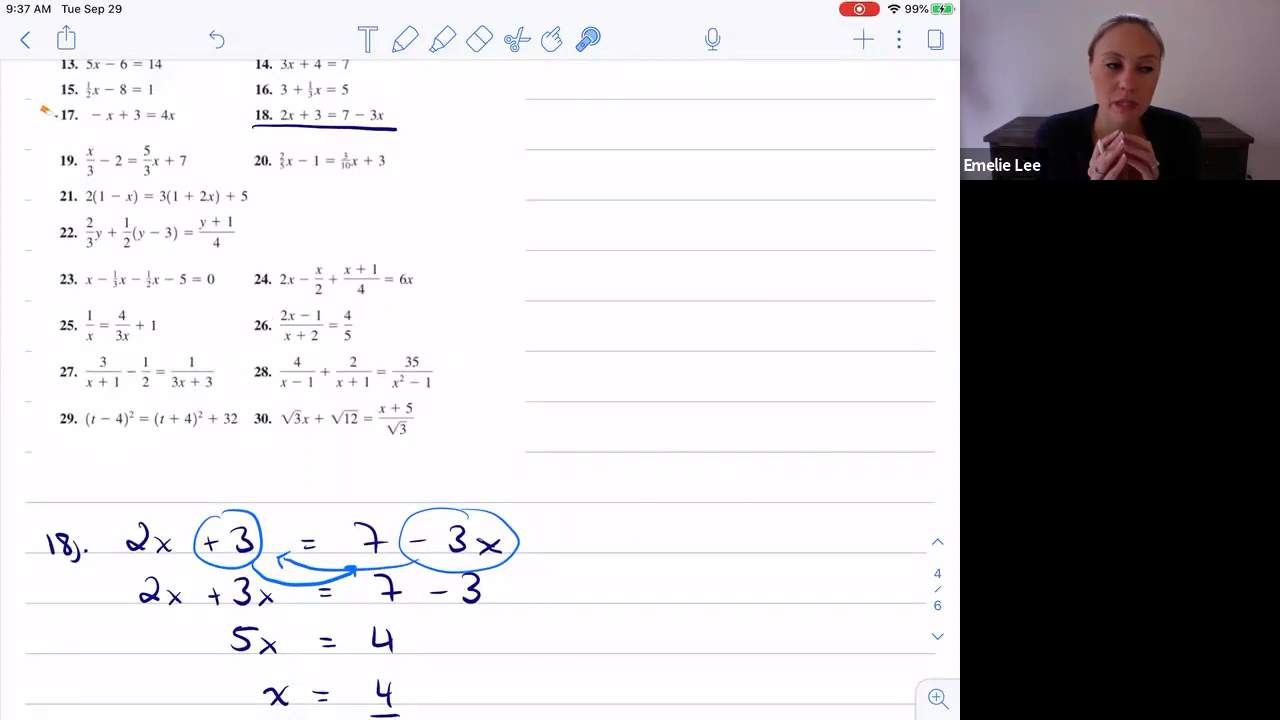 9:37 AM Tue Sep 29
99%
T
13. 5x − 6 = 14 14. 3x + 4 = 7
15. 1/2x − 8 = 1 16. 3 + 1/3x = 5
17. − x + 3 = 4x 18. 2x + 3 = 7 − 3x
19. x/3 − 2 = 5/3 x + 7 20. 2/5x − 1 = 3/10x + 3
21. 2(1 − x) = 3(1 + 2x) + 5
22. 2/3 y + 1/2 (y − 3) = (y + 1)/4
23. x − 1/3x − 1/2x − 5 = 0 24. 2x − x/2 + (x + 1)/4 = 6x
25. 1/x = 4/3x + 1 26. (2x − 1)/(x + 2) = 4/5
27. 3/(x + 1) − 1/2 = 1/(3x + 3) 28. 4/(x − 1) + 2/(x + 1) = 35/(x² − 1)
29. (t − 4)² = (t + 4)² + 32 30. √3x + √12 = (x + 5)/√3
18). 2x + 3 = 7 − 3x
2x + 3x = 7 − 3
5x = 4
x = 4
4
/
6
Emelie Lee